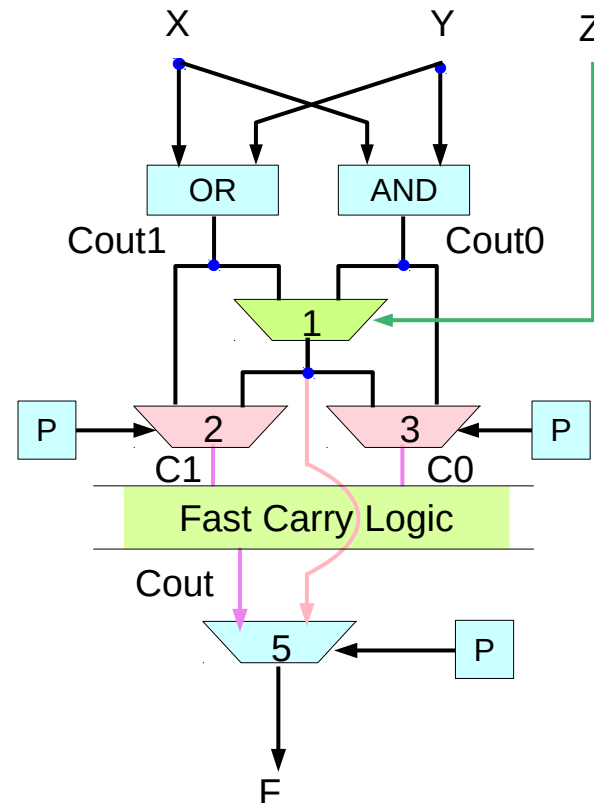 X Y Z
OR AND
Cout1 Cout0
1
P 2 3 P
C1 C0
Fast Carry Logic
Cout
5 P
F